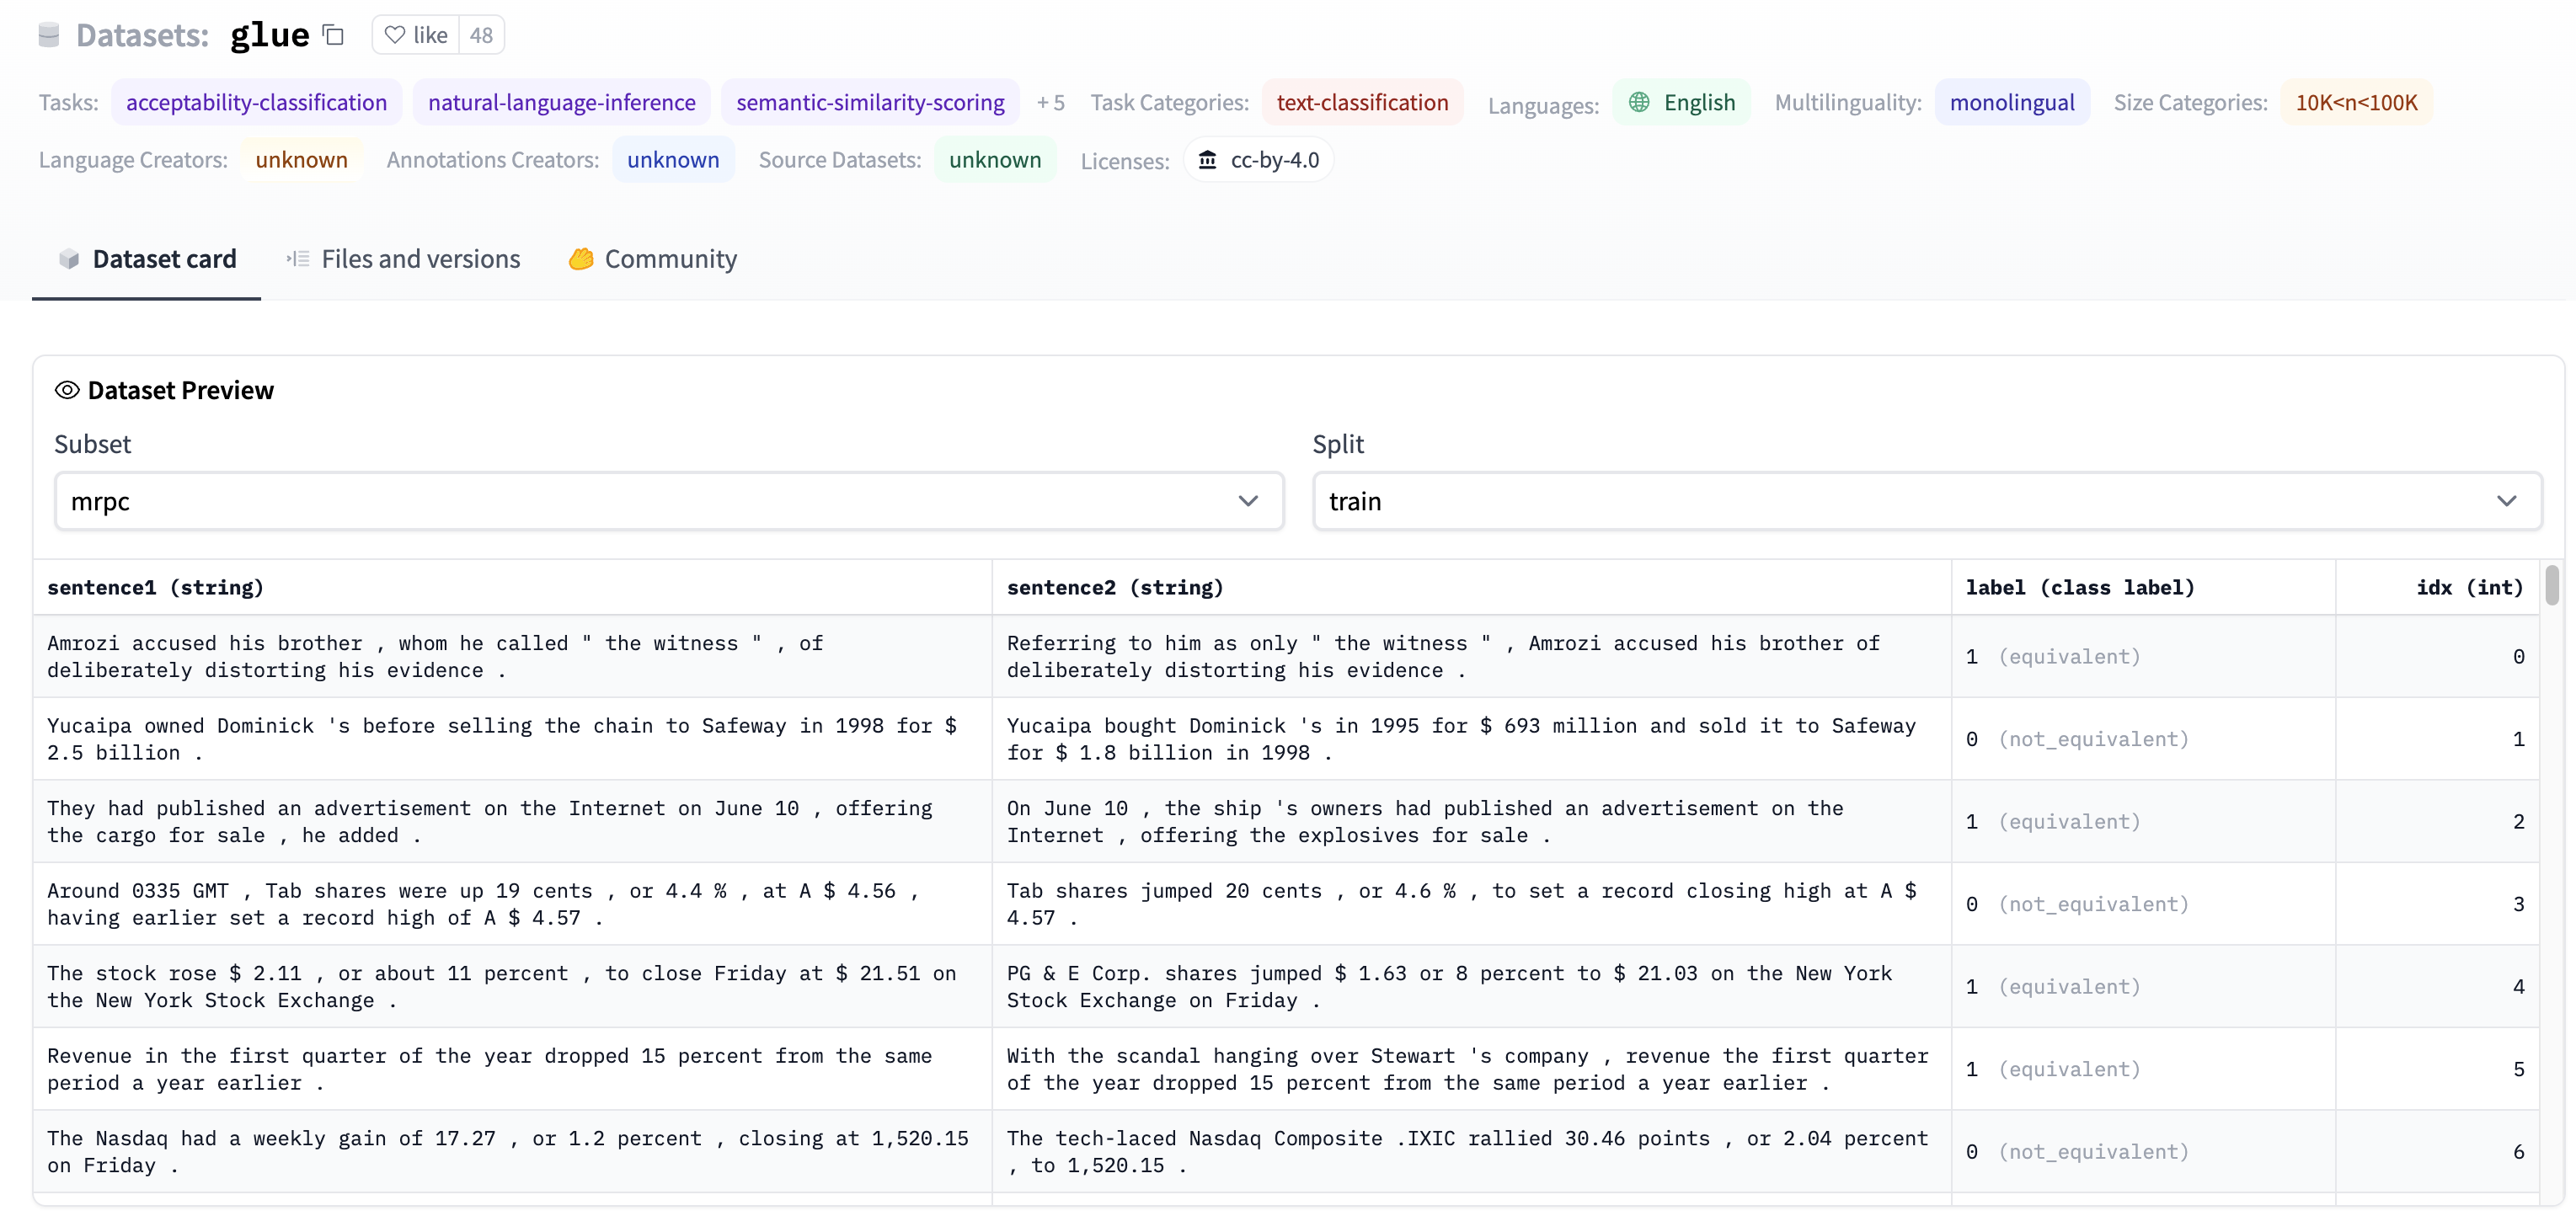 Datasets: glue like 48
Tasks: acceptability-classification natural-language-inference semantic-similarity-scoring + 5 Task Categories: text-classification Languages: English Multilinguality: monolingual Size Categories: 10K<n<100K
Language Creators: unknown Annotations Creators: unknown Source Datasets: unknown Licenses: cc-by-4.0
Dataset card Files and versions Community
Dataset Preview
Subset Split
mrpc train
sentence1 (string) sentence2 (string) label (class label) idx (int)
Amrozi accused his brother , whom he called " the witness " , of
deliberately distorting his evidence .
Referring to him as only " the witness " , Amrozi accused his brother of
deliberately distorting his evidence .
1 (equivalent) 0
Yucaipa owned Dominick 's before selling the chain to Safeway in 1998 for $
2.5 billion .
Yucaipa bought Dominick 's in 1995 for $ 693 million and sold it to Safeway
for $ 1.8 billion in 1998 .
0 (not_equivalent) 1
They had published an advertisement on the Internet on June 10 , offering
the cargo for sale , he added .
On June 10 , the ship 's owners had published an advertisement on the
Internet , offering the explosives for sale .
1 (equivalent) 2
Around 0335 GMT , Tab shares were up 19 cents , or 4.4 % , at A $ 4.56 ,
having earlier set a record high of A $ 4.57 .
Tab shares jumped 20 cents , or 4.6 % , to set a record closing high at A $
4.57 .
0 (not_equivalent) 3
The stock rose $ 2.11 , or about 11 percent , to close Friday at $ 21.51 on
the New York Stock Exchange .
PG & E Corp. shares jumped $ 1.63 or 8 percent to $ 21.03 on the New York
Stock Exchange on Friday .
1 (equivalent) 4
Revenue in the first quarter of the year dropped 15 percent from the same
period a year earlier .
With the scandal hanging over Stewart 's company , revenue the first quarter
of the year dropped 15 percent from the same period a year earlier .
1 (equivalent) 5
The Nasdaq had a weekly gain of 17.27 , or 1.2 percent , closing at 1,520.15
on Friday .
The tech-laced Nasdaq Composite .IXIC rallied 30.46 points , or 2.04 percent
, to 1,520.15 .
0 (not_equivalent) 6